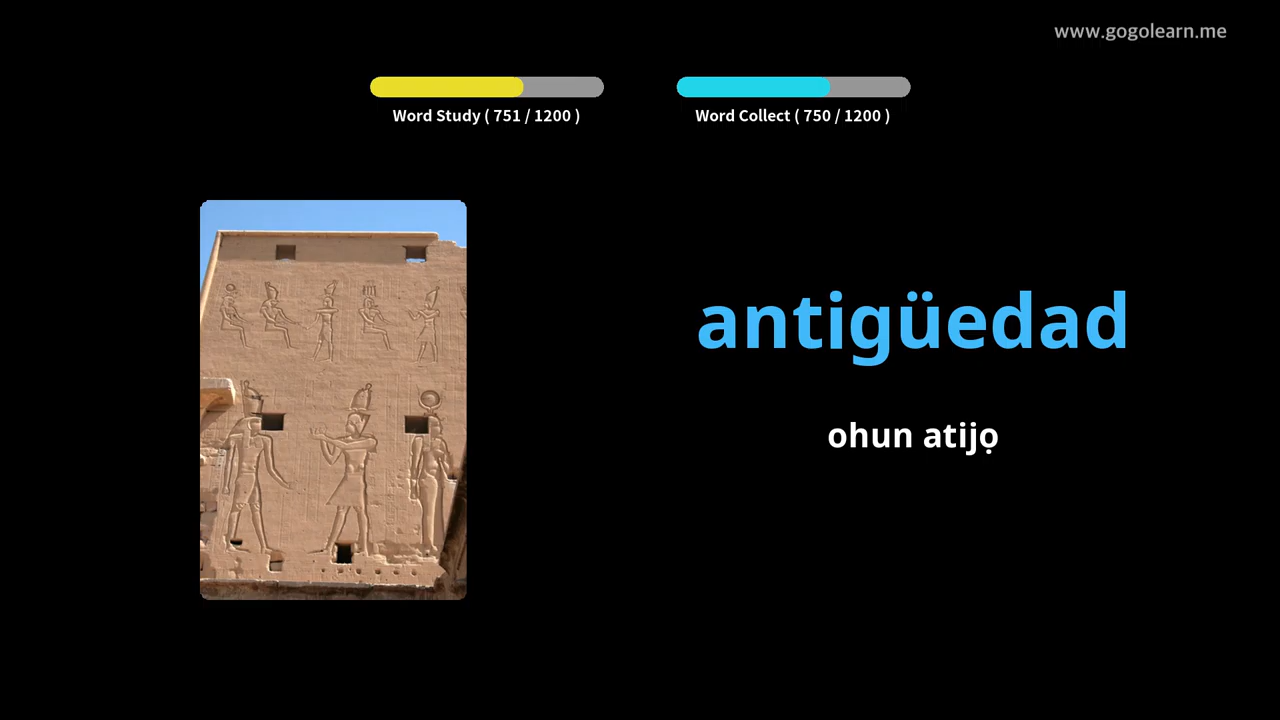 www.gogolearn.me
Word Study ( 751 / 1200 )
Word Collect ( 750 / 1200 )
antigüedad
ohun atijọ